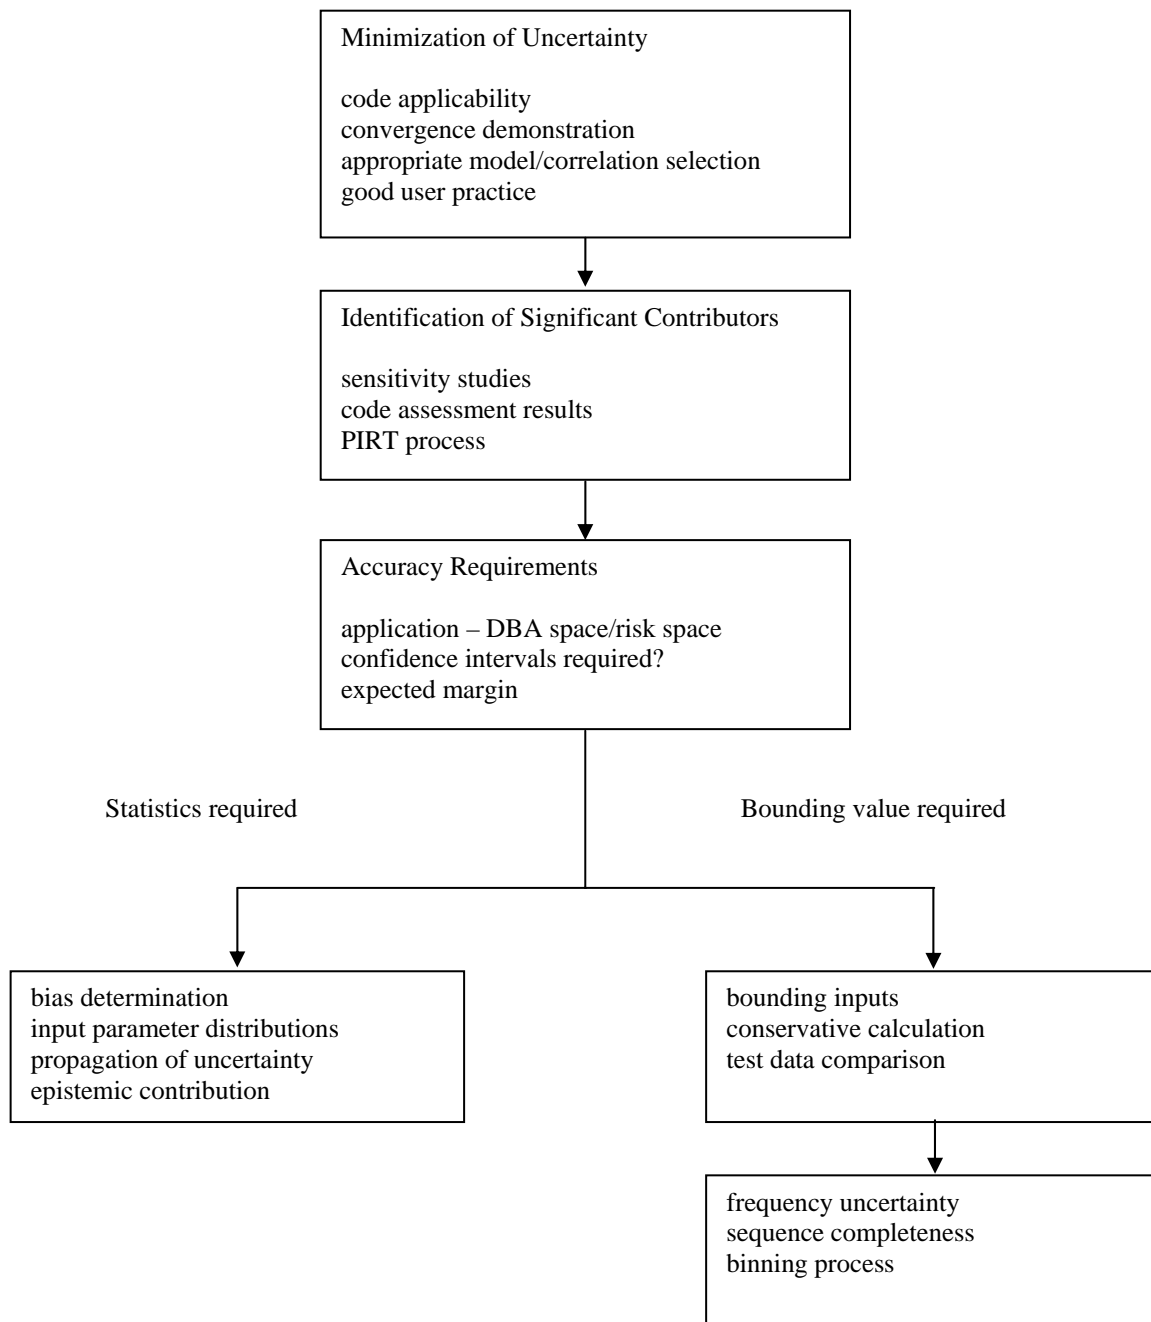 Minimization of Uncertainty
code applicability
convergence demonstration
appropriate model/correlation selection
good user practice
Identification of Significant Contributors
sensitivity studies
code assessment results
PIRT process
Accuracy Requirements
application – DBA space/risk space
confidence intervals required?
expected margin
Statistics required
Bounding value required
bias determination
input parameter distributions
propagation of uncertainty
epistemic contribution
bounding inputs
conservative calculation
test data comparison
frequency uncertainty
sequence completeness
binning process